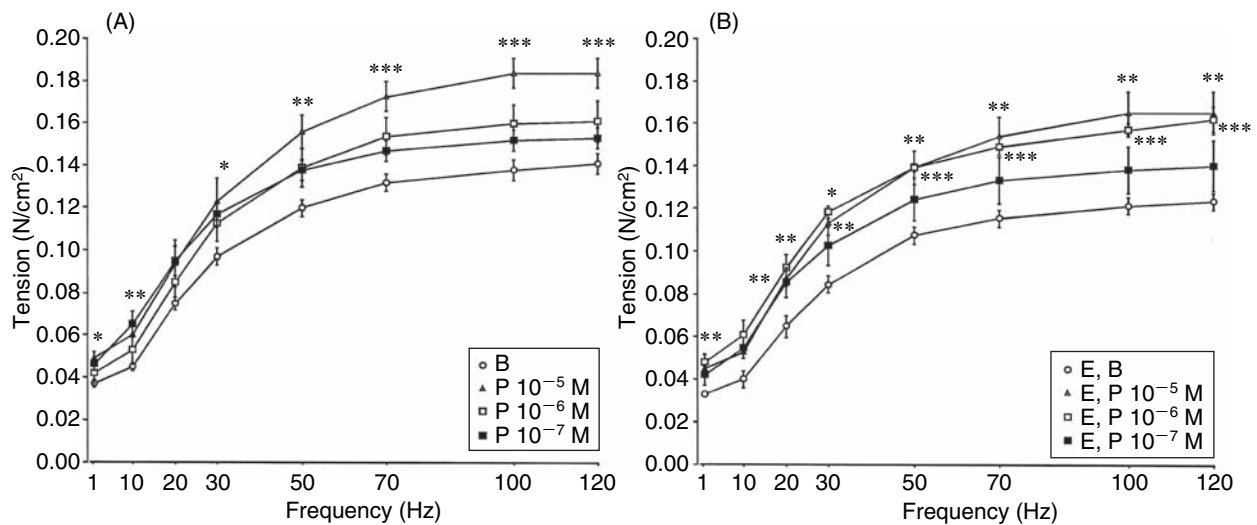 (A)
0.20
0.18
0.16
0.14
0.12
0.10
0.08
0.06
0.04
0.02
0.00
Tension (N/cm²)
* ** * ** *** *** ***
B
P 10⁻⁵ M
P 10⁻⁶ M
P 10⁻⁷ M
1 10 20 30 50 70 100 120
Frequency (Hz)
(B)
0.20
0.18
0.16
0.14
0.12
0.10
0.08
0.06
0.04
0.02
0.00
Tension (N/cm²)
** ** ** * ** ** ** **
** *** *** *** ***
E, B
E, P 10⁻⁵ M
E, P 10⁻⁶ M
E, P 10⁻⁷ M
1 10 20 30 50 70 100 120
Frequency (Hz)